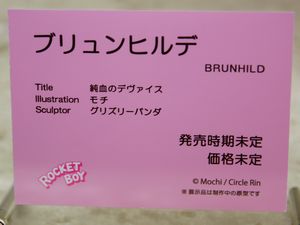 ブリュンヒルデ
BRUNHILD
Title 純血のデヴァイス
Illustration モチ
Sculptor グリズリーパンダ
発売時期未定
価格未定
ROCKET
BOY
© Mochi / Circle Rin
※展示品は制作中の原型です